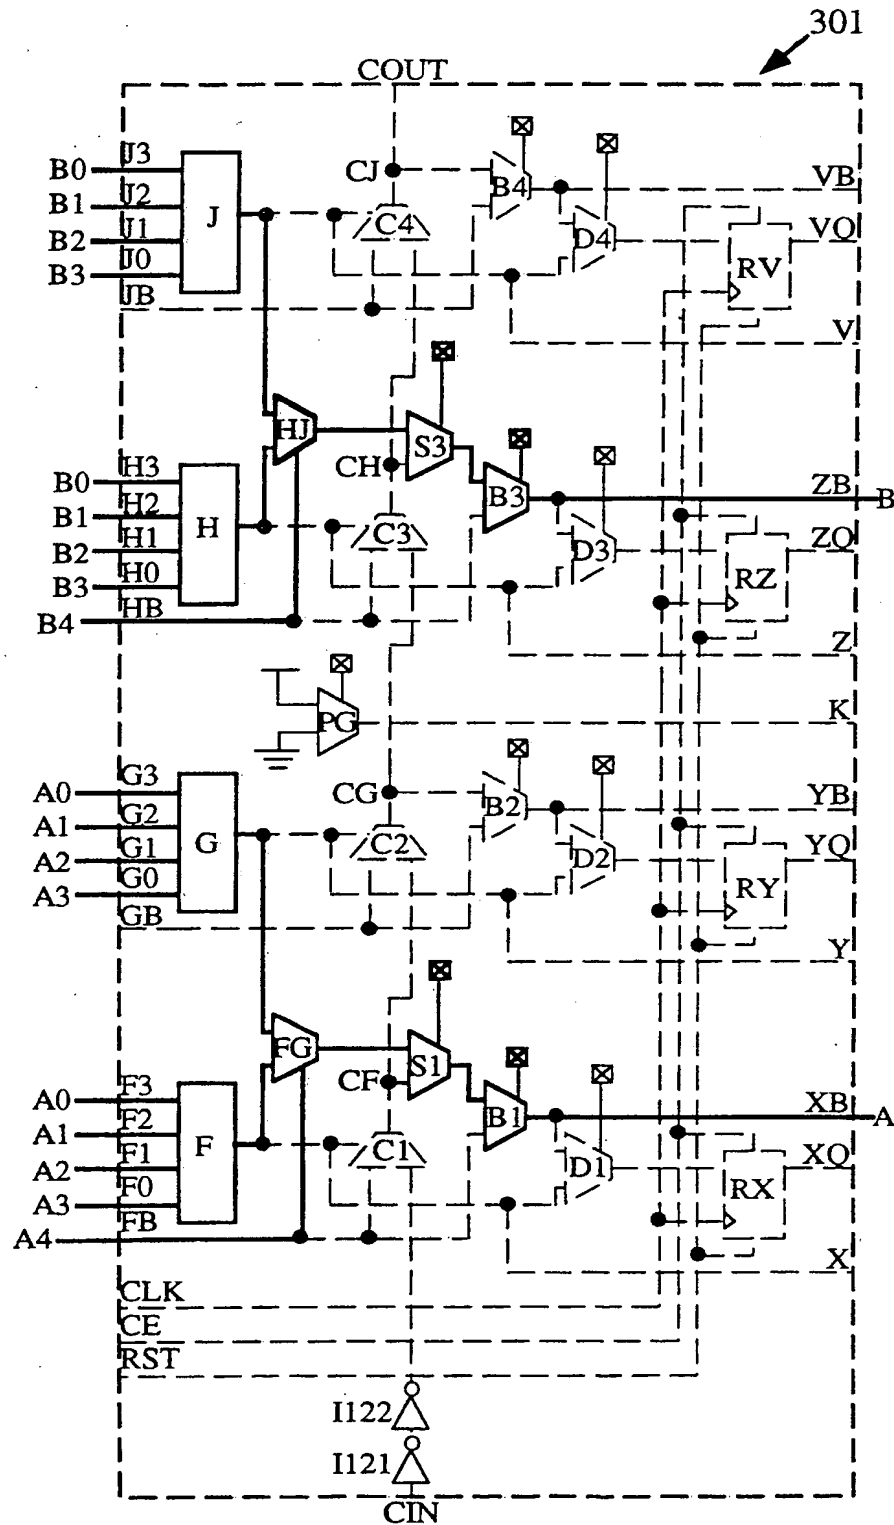 301
COUT
B0 J3
B1 J2
B2 J1
B3 J0
JB
J
CJ
C4
B4
D4
VB
VQ
RV
V
HJ
S3
CH
B0 H3
B1 H2
B2 H1
B3 H0
B4 HB
H
C3
B3
D3
ZB B
ZQ
RZ
Z
PG
K
A0 G3
A1 G2
A2 G1
A3 G0
GB
G
CG
C2
B2
D2
YB
YQ
RY
Y
FG
S1
CF
A0 F3
A1 F2
A2 F1
A3 F0
A4 FB
F
C1
B1
D1
XB A
XQ
RX
X
CLK
CE
RST
I122
I121
CIN